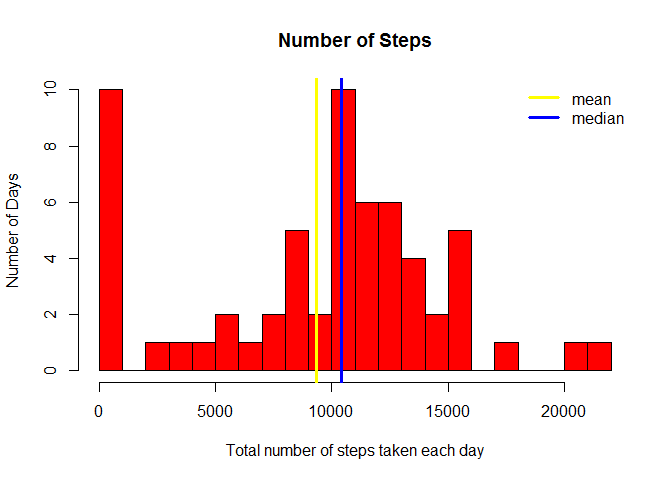 Number of Steps
mean
median
Number of Days
10
8
6
4
2
0
0 5000 10000 15000 20000
Total number of steps taken each day